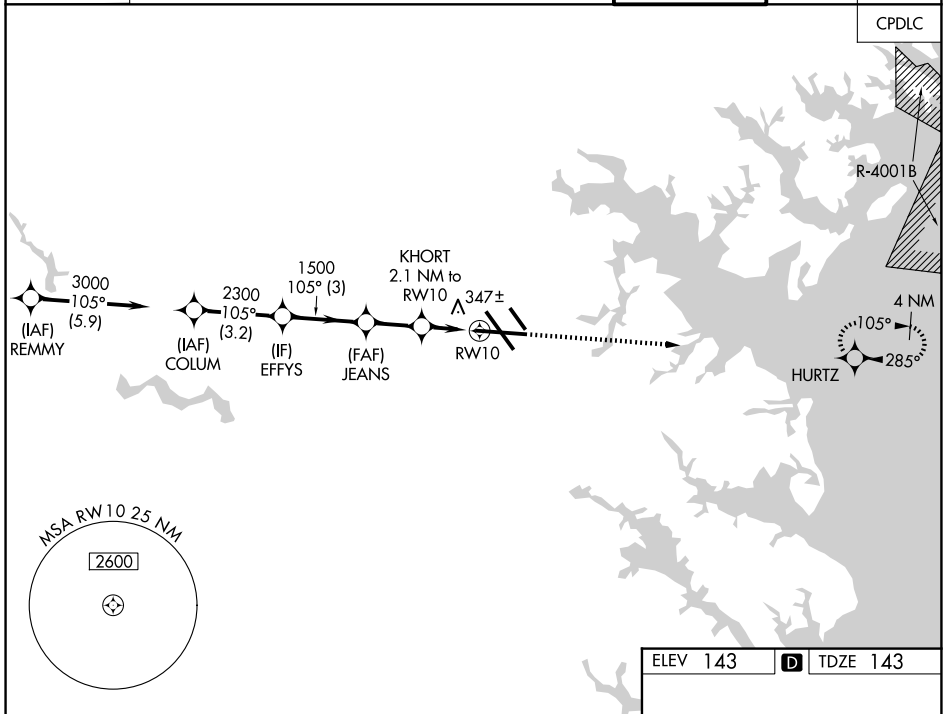 CPDLC
R-4001B
3000
105°
(5.9)
(IAF)
REMMY
2300
105°
(3.2)
(IAF)
COLUM
1500
105° (3)
(IF)
EFFYS
(FAF)
JEANS
KHORT
2.1 NM to
RW10
347±
RW10
4 NM
105°
285°
HURTZ
MSA RW10 25 NM
2600
ELEV 143 D TDZE 143